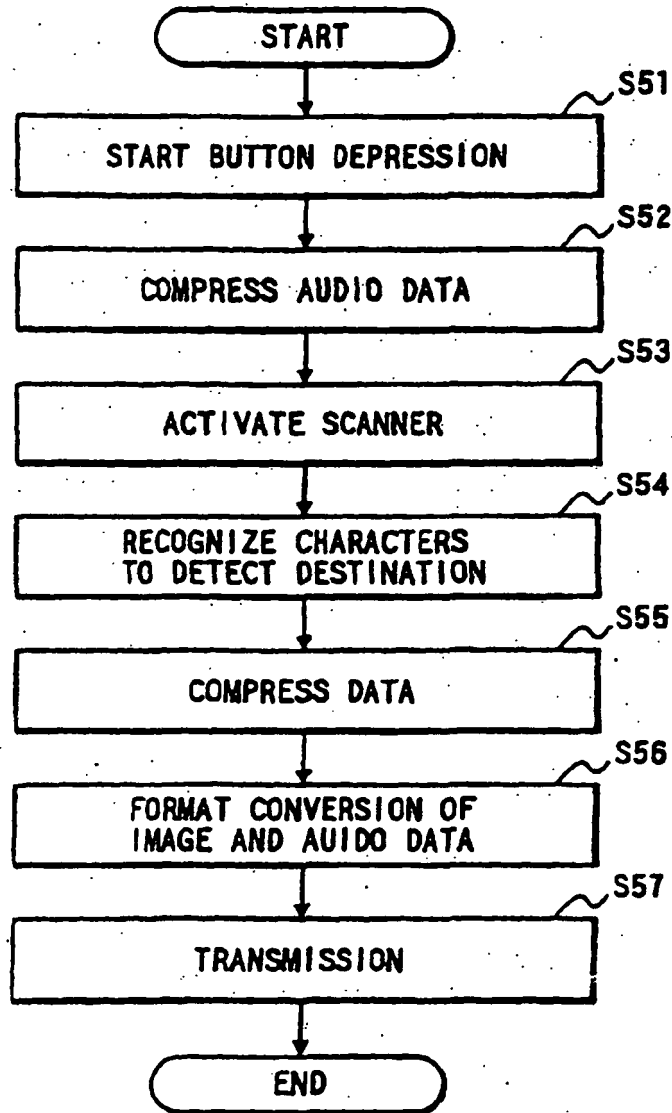 START
S51
START BUTTON DEPRESSION
S52
COMPRESS AUDIO DATA
S53
ACTIVATE SCANNER
S54
RECOGNIZE CHARACTERS
TO DETECT DESTINATION
S55
COMPRESS DATA
S56
FORMAT CONVERSION OF
IMAGE AND AUIDO DATA
S57
TRANSMISSION
END